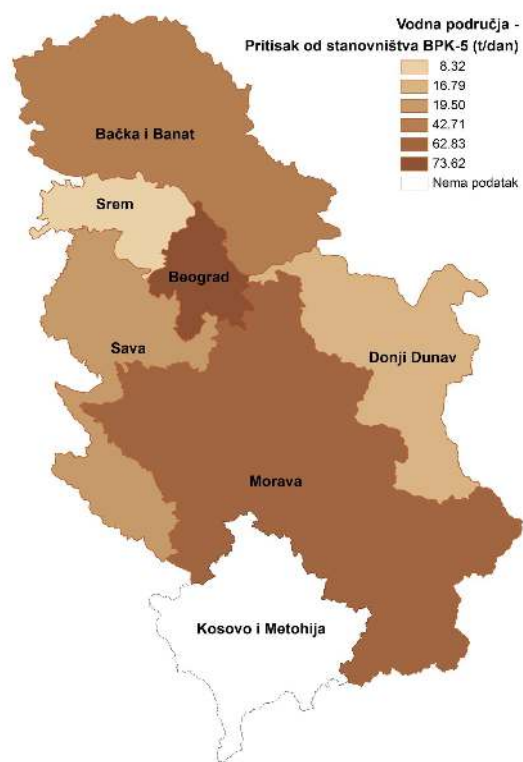 Vodna područja -
Pritisak od stanovništva BPK-5 (t/dan)
8.32
16.79
19.50
42.71
62.83
73.62
Nema podatak
Bačka i Banat
Srem
Beograd
Sava
Donji Dunav
Morava
Kosovo i Metohija